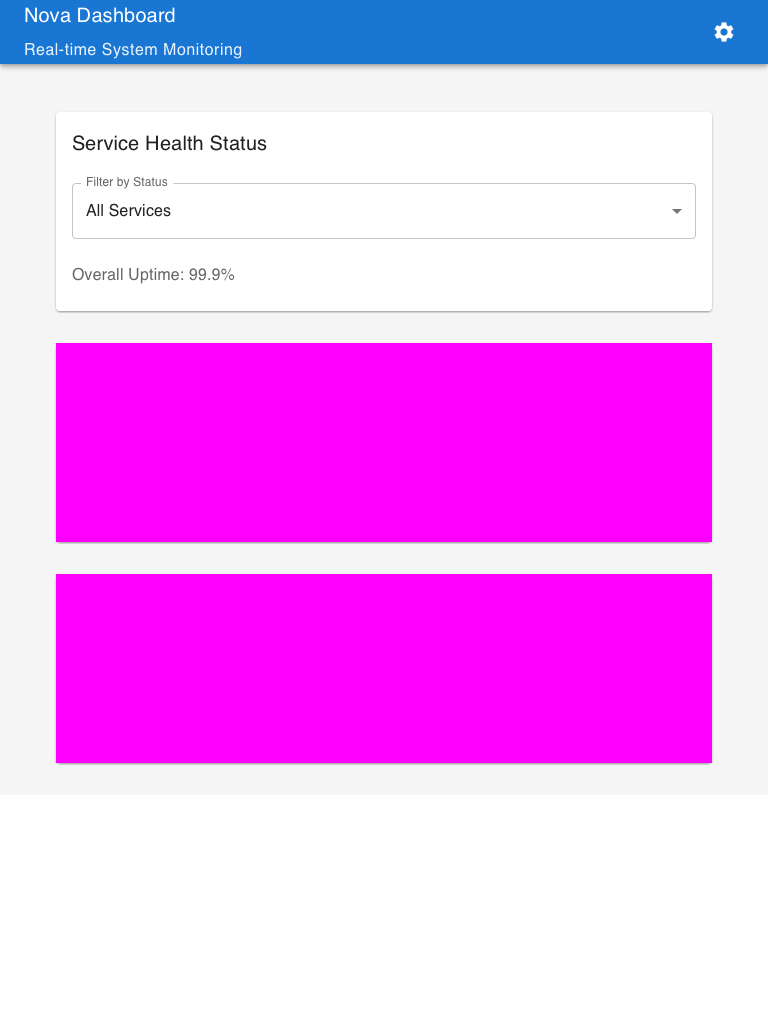 Nova Dashboard
Real-time System Monitoring
Service Health Status
Filter by Status
All Services
Overall Uptime: 99.9%